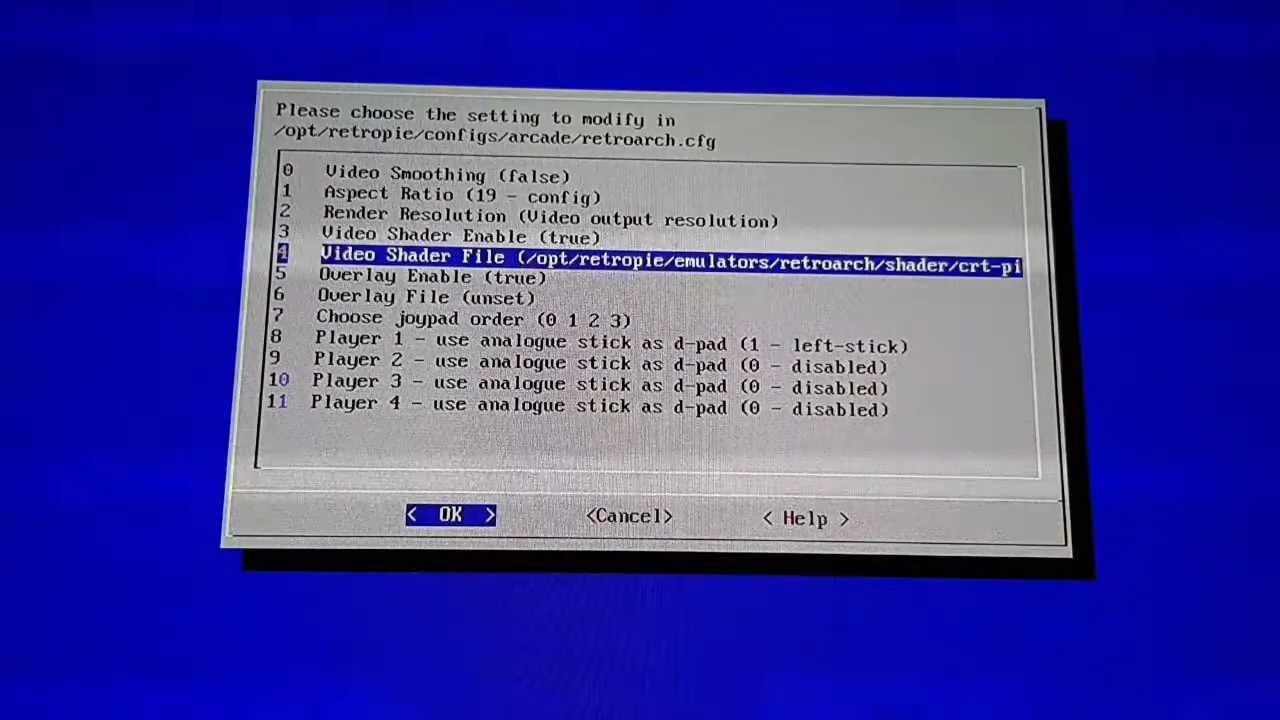 Please choose the setting to modify in
/opt/retropie/configs/arcade/retroarch.cfg
0 Video Smoothing (false)
1 Aspect Ratio (19 - config)
2 Render Resolution (Video output resolution)
3 Video Shader Enable (true)
4 Video Shader File (/opt/retropie/emulators/retroarch/shader/crt-pi
5 Overlay Enable (true)
6 Overlay File (unset)
7 Choose joypad order (0 1 2 3)
8 Player 1 - use analogue stick as d-pad (1 - left-stick)
9 Player 2 - use analogue stick as d-pad (0 - disabled)
10 Player 3 - use analogue stick as d-pad (0 - disabled)
11 Player 4 - use analogue stick as d-pad (0 - disabled)
< OK > <Cancel> < Help >